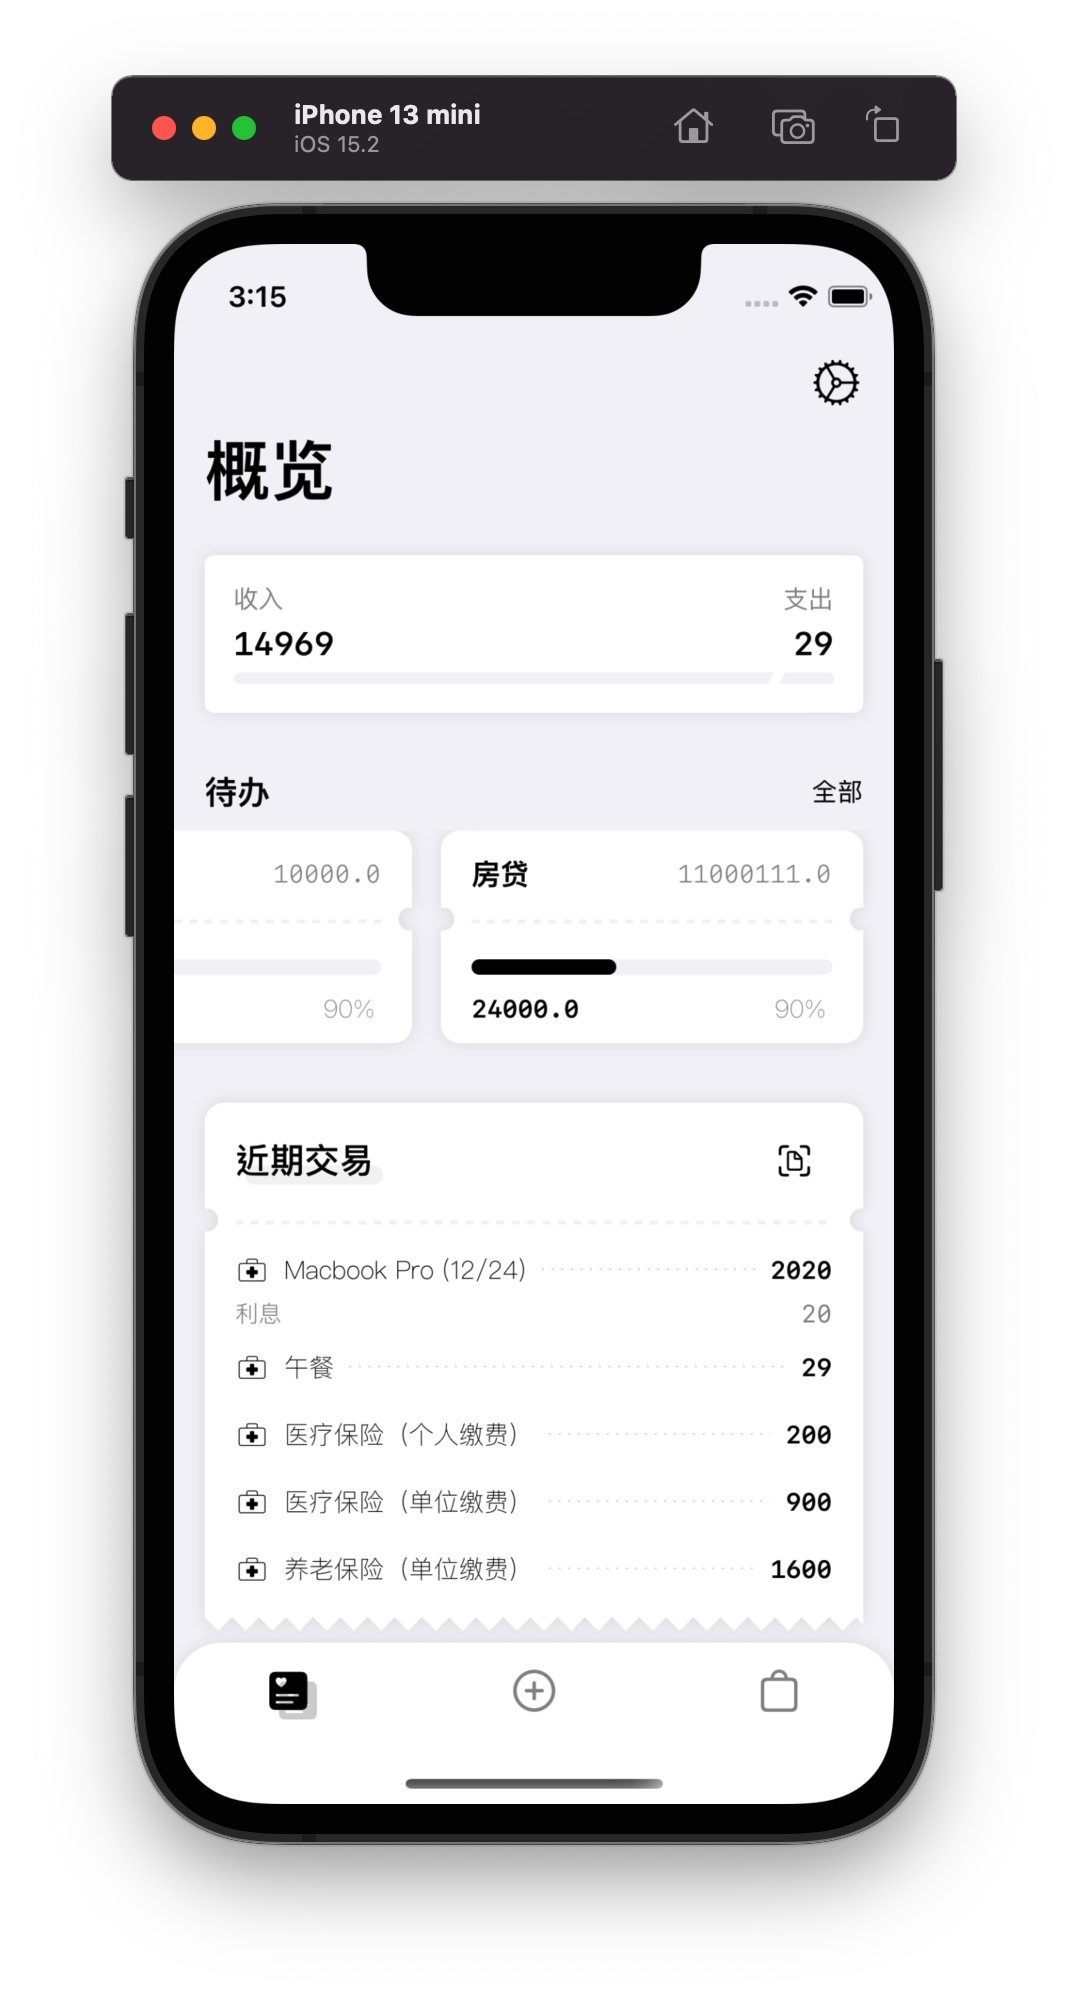 iPhone 13 mini
iOS 15.2
3:15
概览
收入 支出
14969 29
待办 全部
10000.0 房贷 11000111.0
90% 24000.0 90%
近期交易
Macbook Pro (12/24) 2020
利息 20
午餐 29
医疗保险（个人缴费） 200
医疗保险（单位缴费） 900
养老保险（单位缴费） 1600